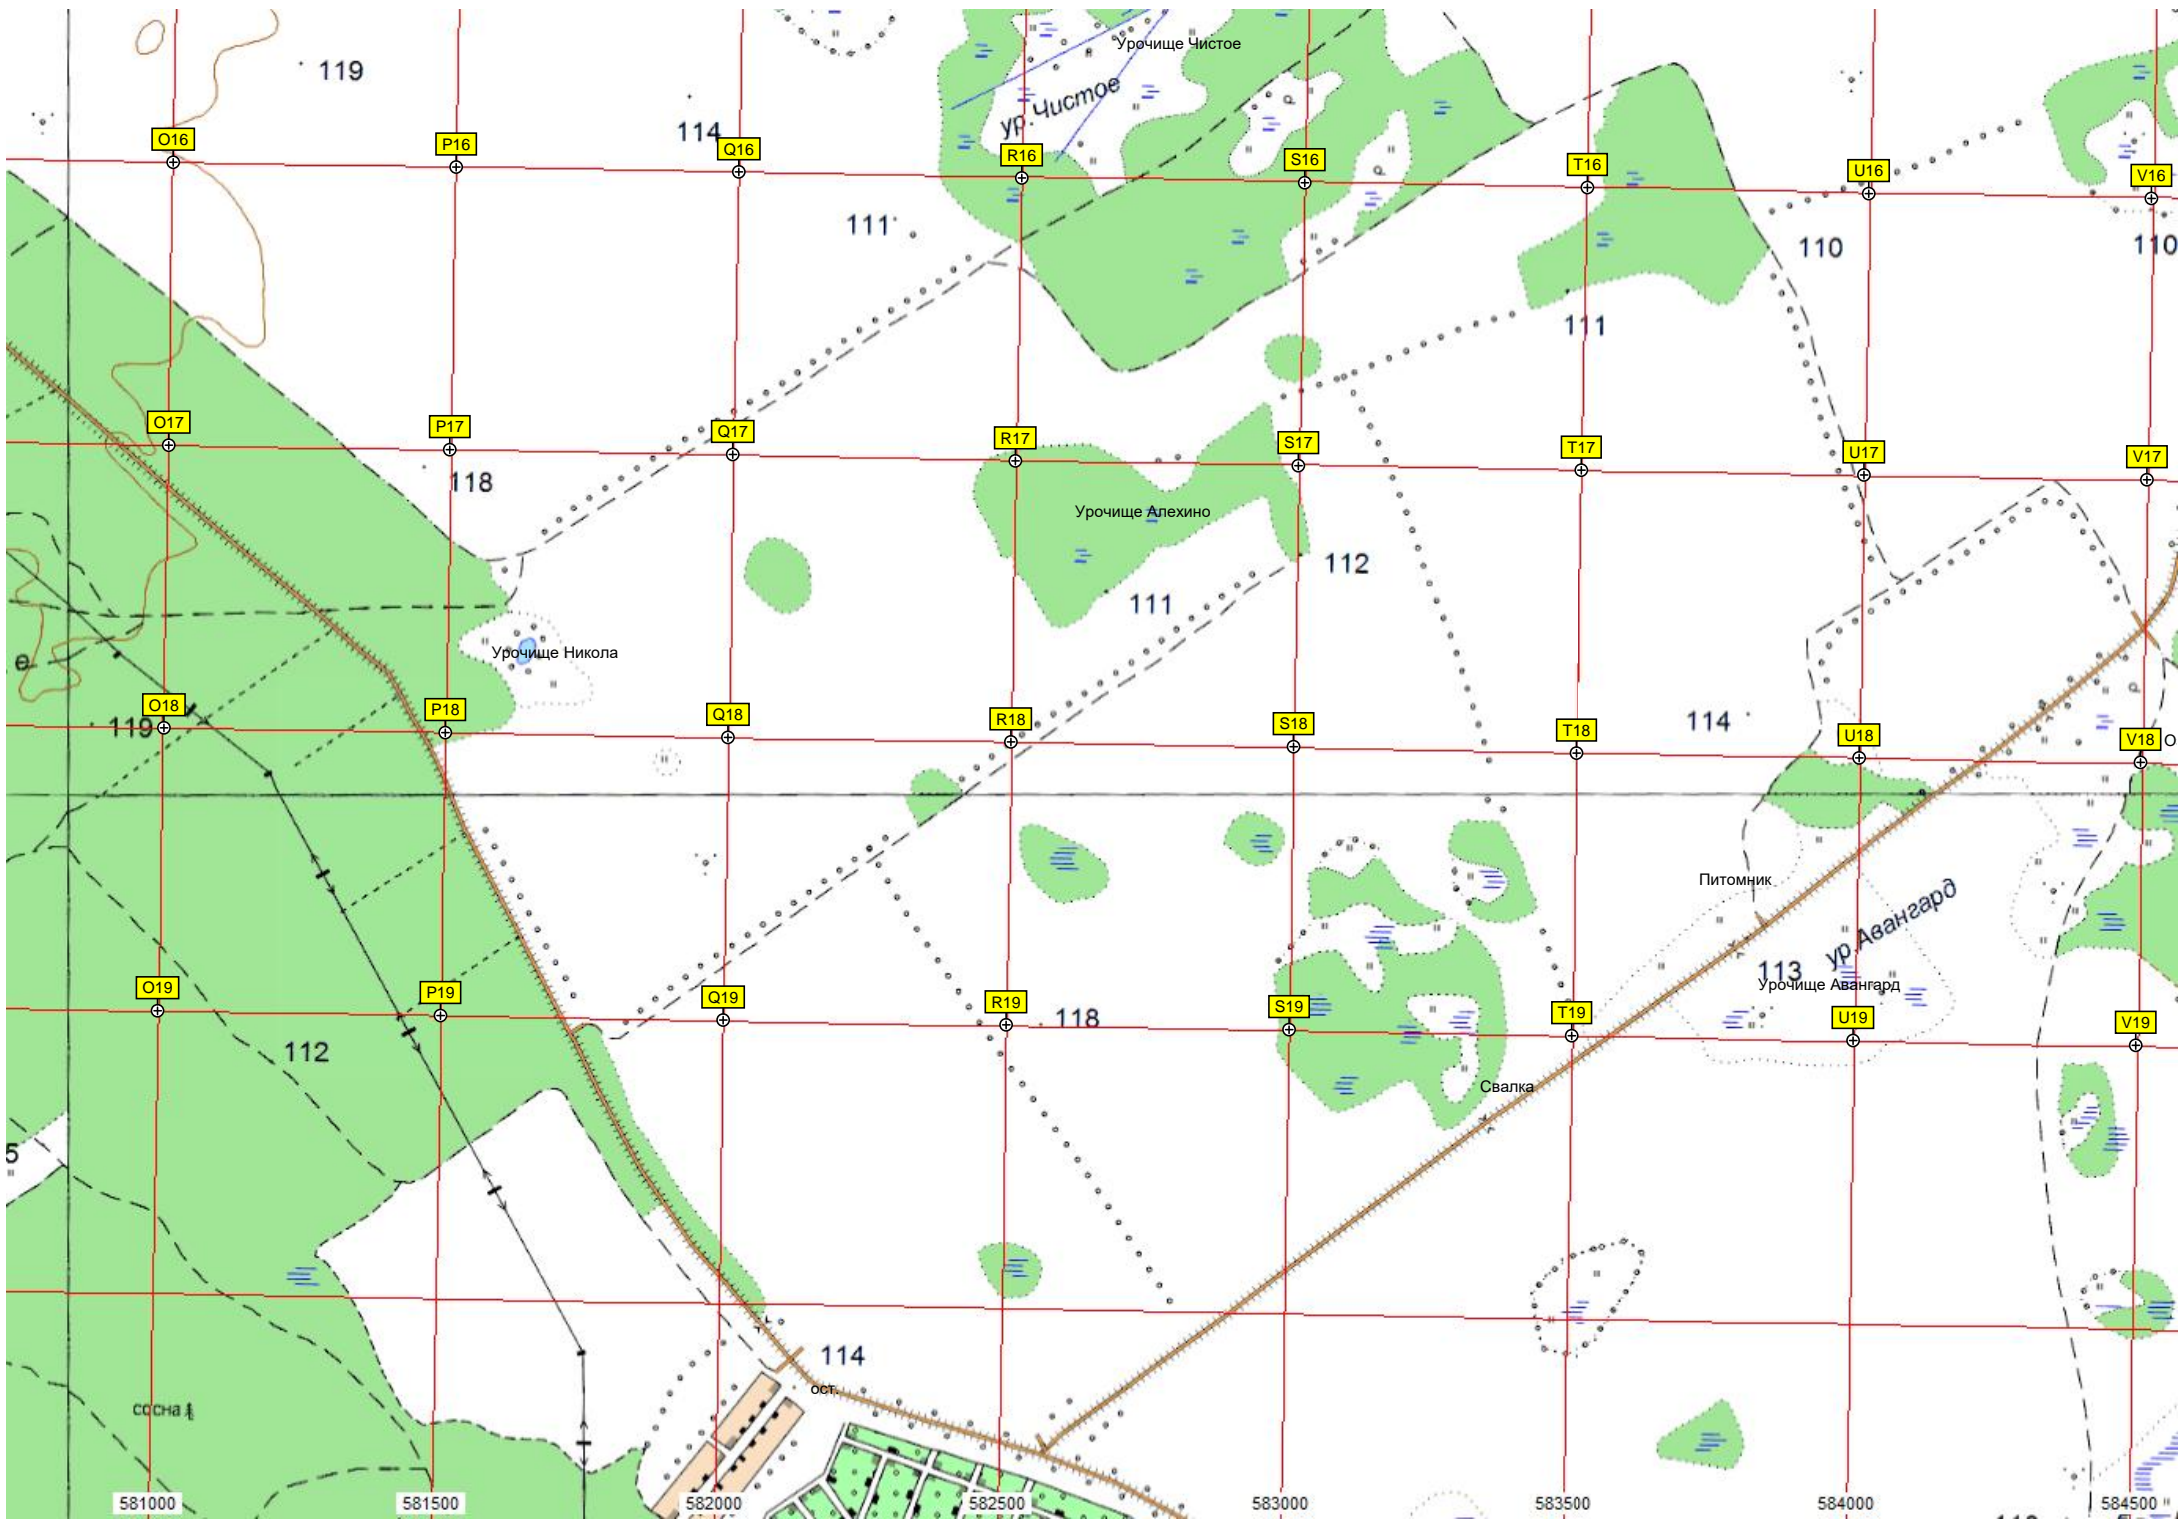 Урочище Чистое
119
ур.Чистое
114
O16
P16
Q16
R16
S16
T16
U16
V16
111
110
110
111
O17
P17
Q17
R17
S17
T17
U17
V17
118
Урочище Алехино
112
111
Урочище Никола
е
O18
P18
Q18
R18
S18
T18
U18
V18
О
119
114
Питомник
ур.Авангард
113
Урочище Авангард
O19
P19
Q19
R19
S19
T19
U19
V19
118
112
Свалка
5
114
ост.
сосна
581000
581500
582000
582500
583000
583500
584000
584500